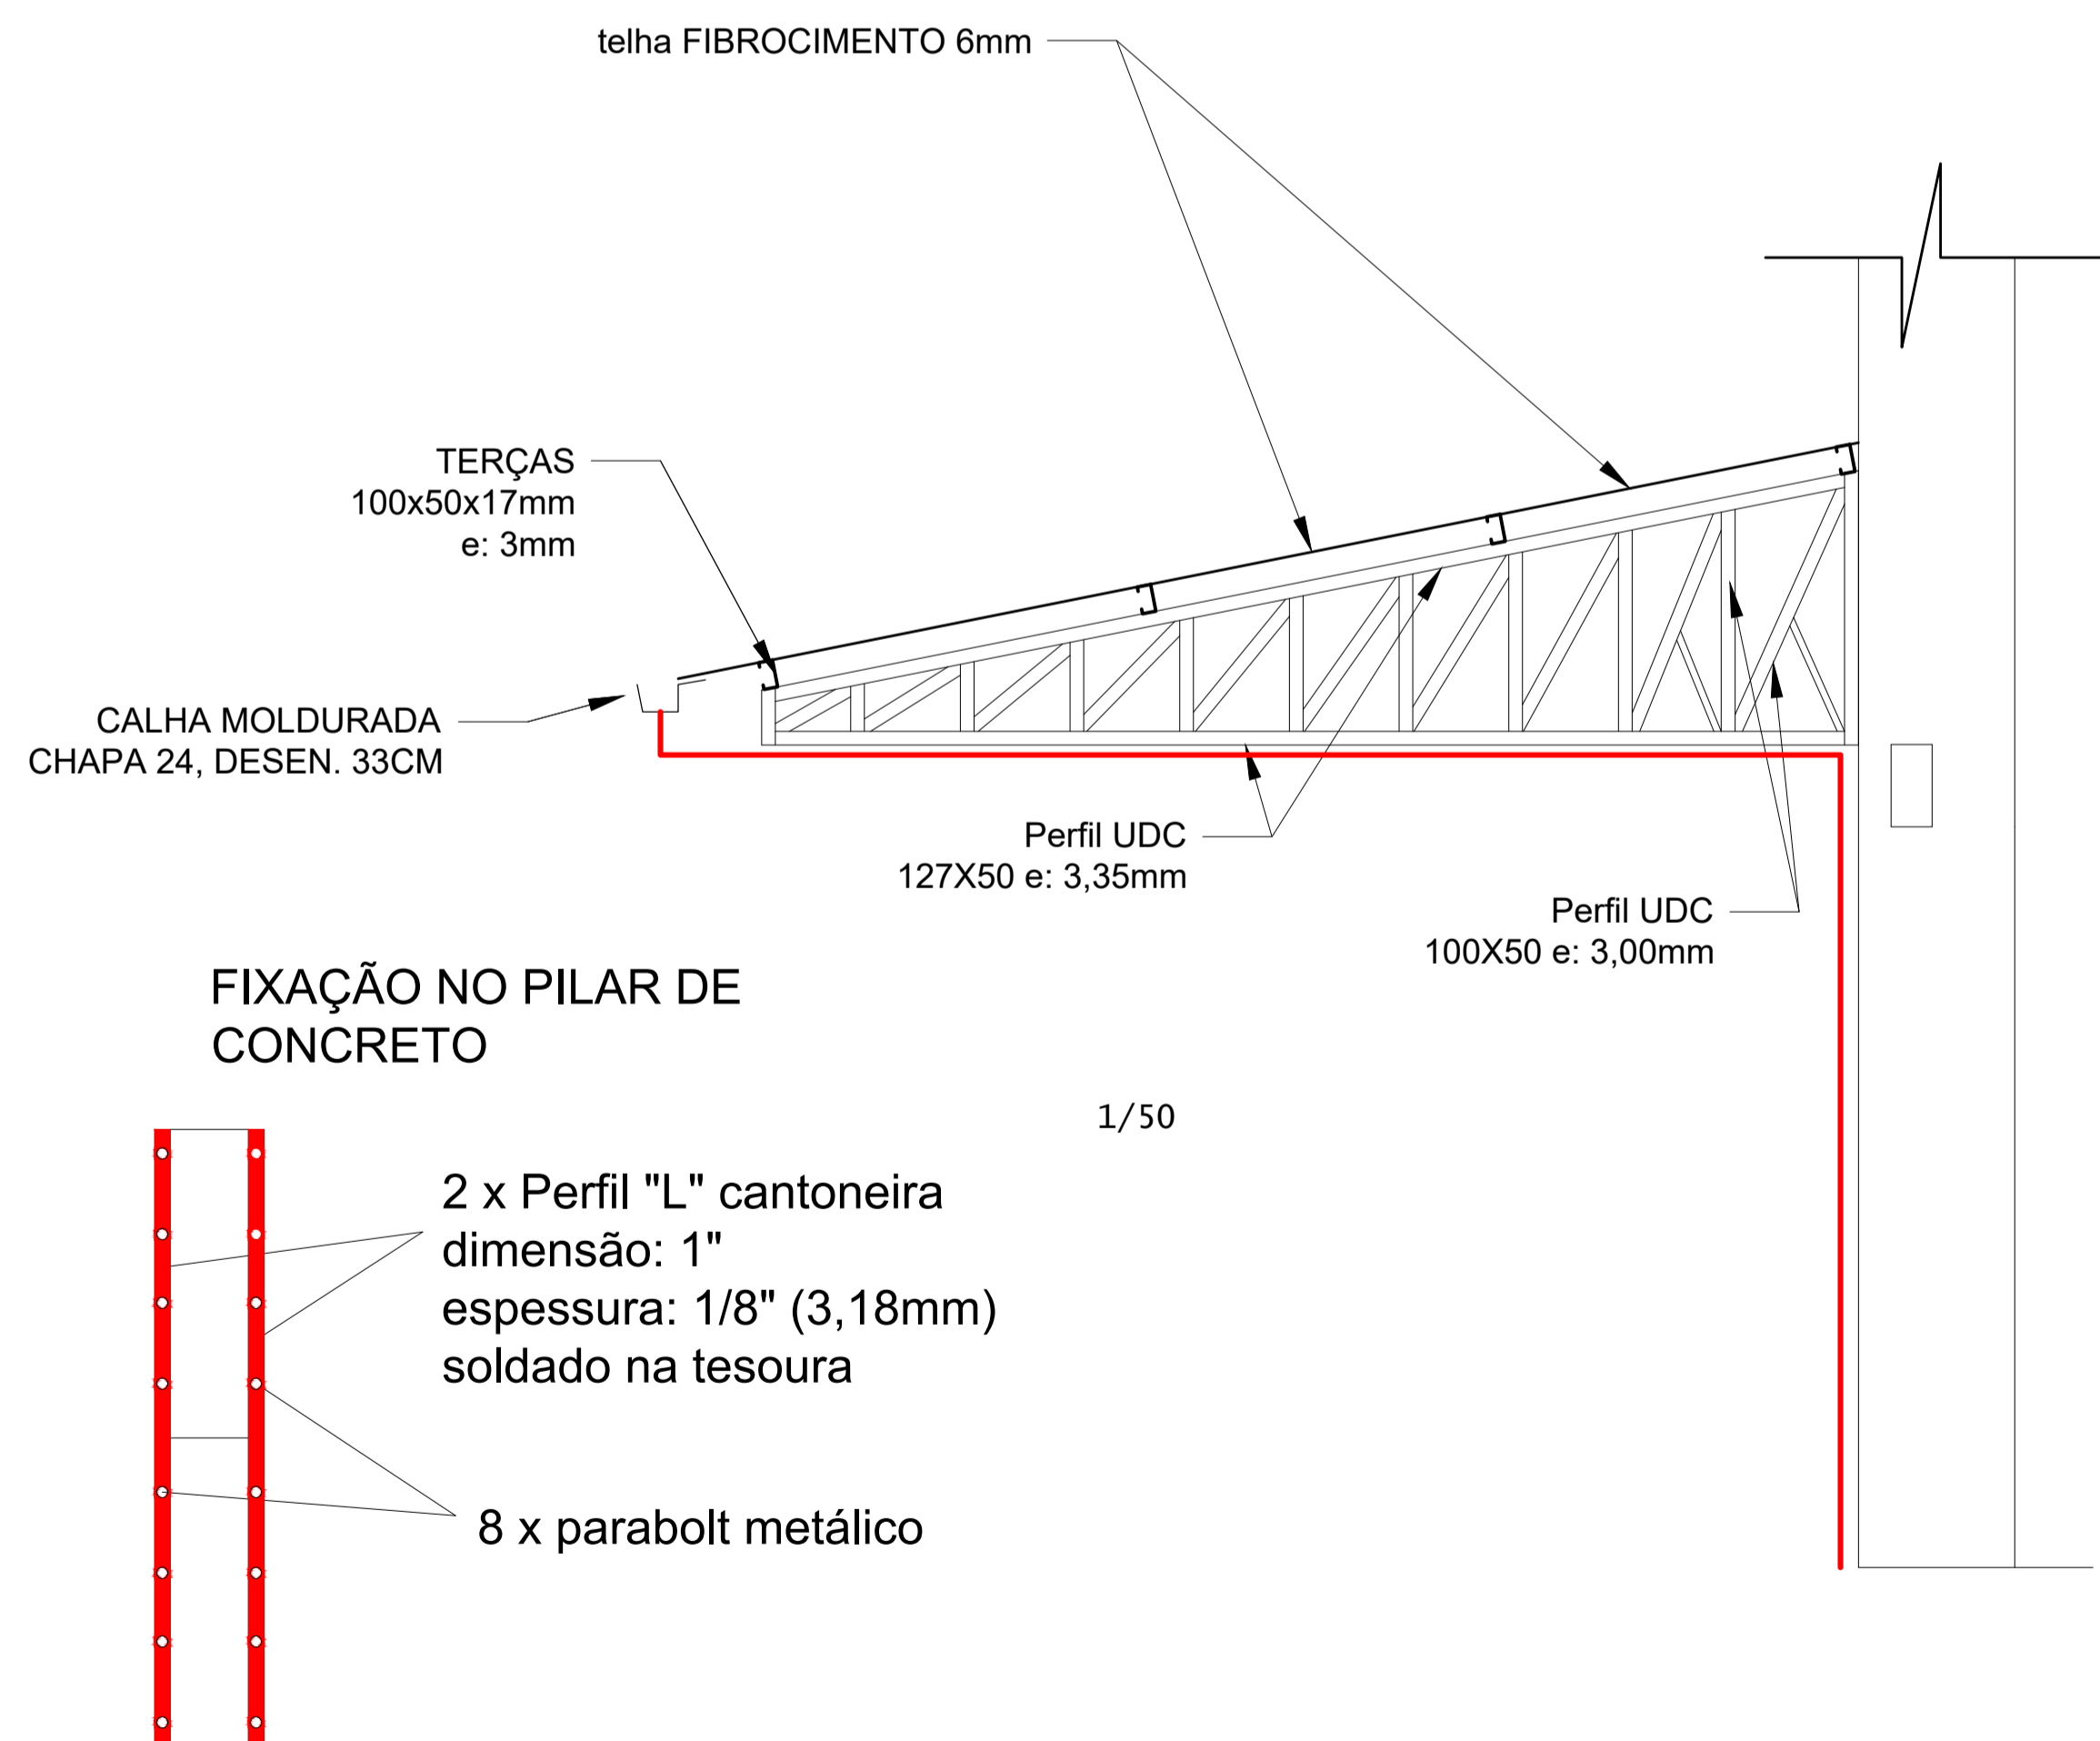 telha FIBROCIMENTO 6mm
TERÇAS
100x50x17mm
e: 3mm
CALHA MOLDURADA
CHAPA 24, DESEN. 33CM
Perfil UDC
127X50 e: 3,35mm
Perfil UDC
100X50 e: 3,00mm
FIXAÇÃO NO PILAR DE
CONCRETO
1/50
2 x Perfil "L" cantoneira
dimensão: 1"
espessura: 1/8" (3,18mm)
soldado na tesoura
8 x parabolt metálico